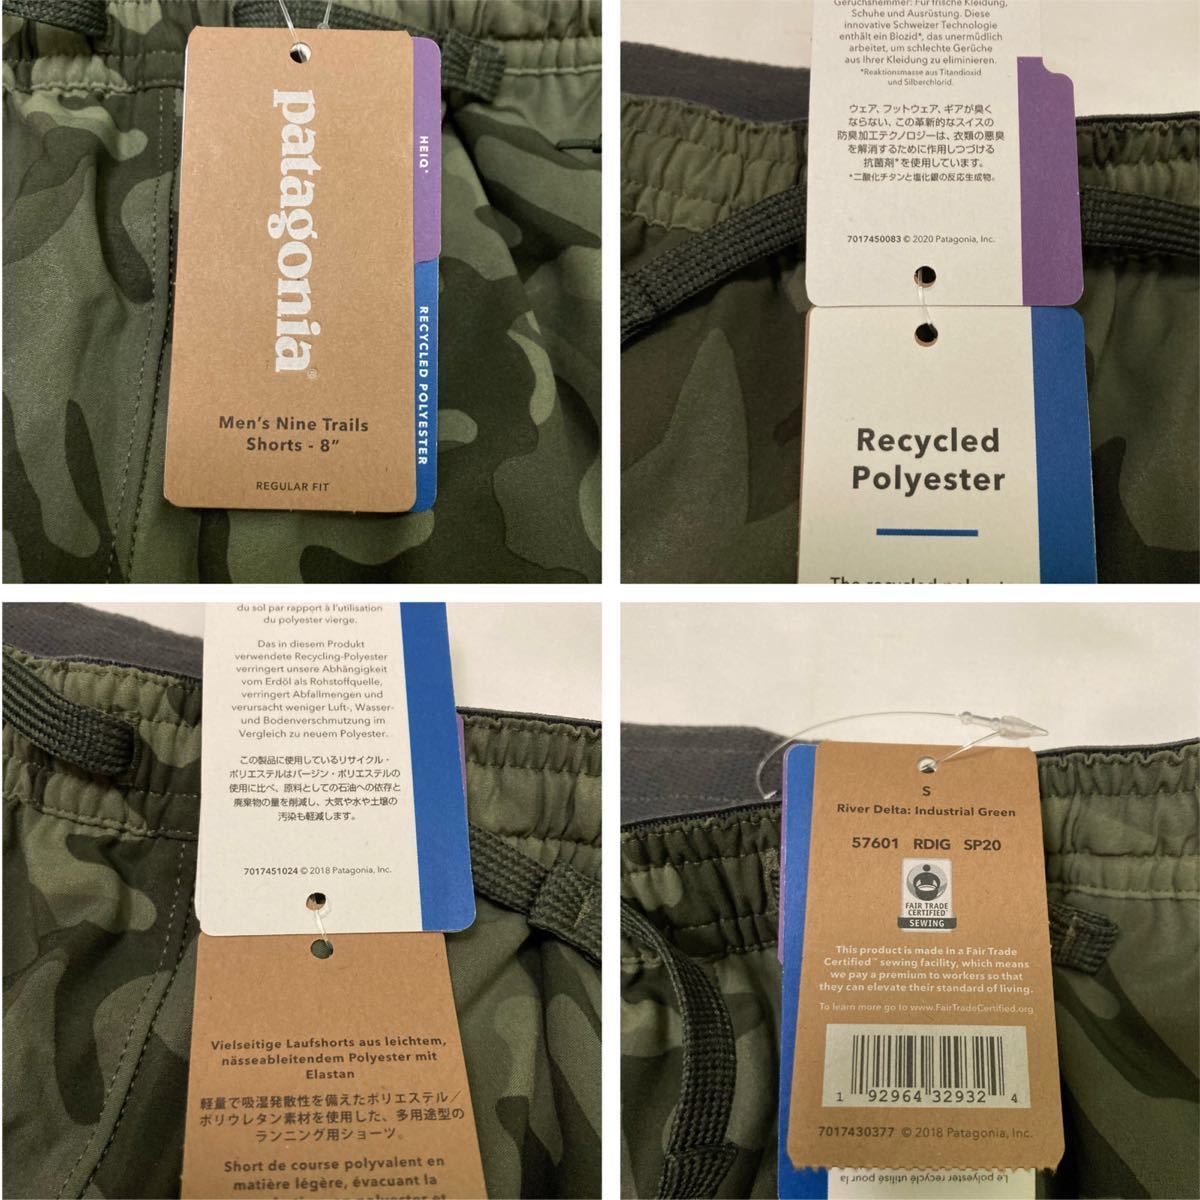 patagonia®
HEIQ®
RECYCLED POLYESTER
Men's Nine Trails
Shorts - 8"
REGULAR FIT
Geruchshemmer: Für frische Kleidung,
Schuhe und Ausrüstung. Diese
innovative Schweizer Technologie
enthält ein Biozid*, das unermüdlich
arbeitet, um schlechte Gerüche
aus Ihrer Kleidung zu eliminieren.
*Reaktionsmasse aus Titandioxid
und Silberchlorid.
ウェア、フットウェア、ギアが臭く
ならない、この革新的なスイスの
防臭加工テクノロジーは、衣類の悪臭
を解消するために作用しつづける
抗菌剤*を使用しています。
*二酸化チタンと塩化銀の反応生成物。
7017450083 © 2020 Patagonia, Inc.
Recycled
Polyester
du sol par rapport à l'utilisation
du polyester vierge.
Das in diesem Produkt
verwendete Recycling-Polyester
verringert unsere Abhängigkeit
vom Erdöl als Rohstoffquelle,
verringert Abfallmengen und
verursacht weniger Luft-, Wasser-
und Bodenverschmutzung im
Vergleich zu neuem Polyester.
この製品に使用しているリサイクル・
ポリエステルはバージン・ポリエステルの
使用に比べ、原料としての石油への依存と
廃棄物の量を削減し、大気や水や土壌の
汚染も軽減します。
7017451024 © 2018 Patagonia, Inc.
Vielseitige Laufshorts aus leichtem,
nässeableitendem Polyester mit
Elastan
軽量で吸湿発散性を備えたポリエステル／
ポリウレタン素材を使用した、多用途型の
ランニング用ショーツ。
Short de course polyvalent en
matière légère, évacuant la
S
River Delta: Industrial Green
57601 RDIG SP20
FAIR TRADE
CERTIFIED™
SEWING
This product is made in a Fair Trade
Certified™ sewing facility, which means
we pay a premium to workers so that
they can elevate their standard of living.
To learn more go to www.FairTradeCertified.org
1 92964 32932 4
7017430377 © 2018 Patagonia, Inc.
Le polyester recyclé utilisé pour la